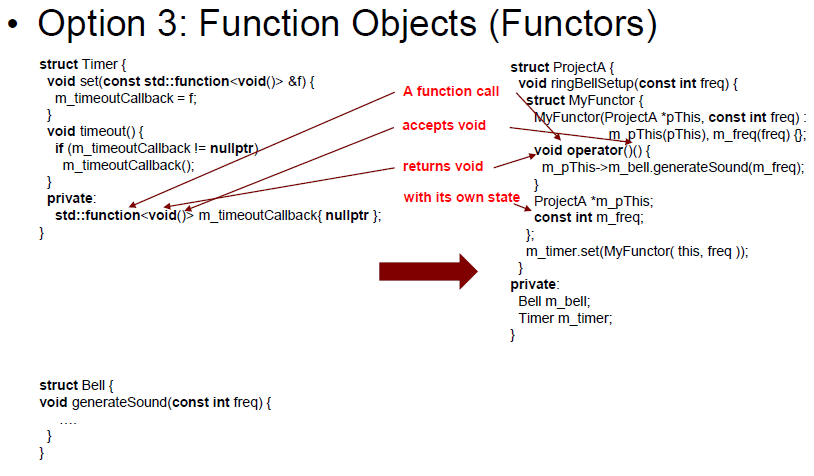 • Option 3: Function Objects (Functors)
struct Timer {
void set(const std::function<void()> &f) {
m_timeoutCallback = f;
}
void timeout() {
if (m_timeoutCallback != nullptr)
m_timeoutCallback();
}
private:
std::function<void()> m_timeoutCallback{ nullptr };
}
struct Bell {
void generateSound(const int freq) {
....
}
}
A function call
accepts void
returns void
with its own state
struct ProjectA {
void ringBellSetup(const int freq) {
struct MyFunctor {
MyFunctor(ProjectA *pThis, const int freq) :
m_pThis(pThis), m_freq(freq) {};
void operator()() {
m_pThis->m_bell.generateSound(m_freq);
}
ProjectA *m_pThis;
const int m_freq;
};
m_timer.set(MyFunctor( this, freq ));
}
private:
Bell m_bell;
Timer m_timer;
}